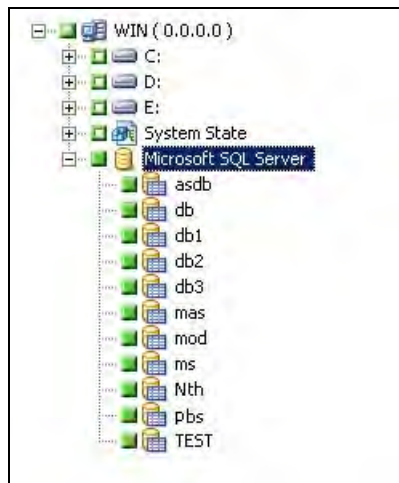 WIN ( 0.0.0.0 )
C:
D:
E:
System State
Microsoft SQL Server
asdb
db
db1
db2
db3
mas
mod
ms
Nth
pbs
TEST